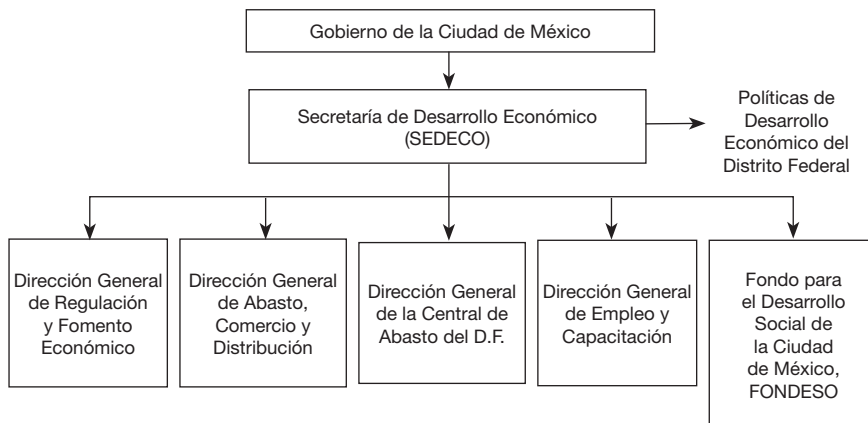 Gobierno de la Ciudad de México
Secretaría de Desarrollo Económico
(SEDECO)
Políticas de
Desarrollo
Económico del
Distrito Federal
Dirección General
de Regulación
y Fomento
Económico
Dirección General
de Abasto,
Comercio y
Distribución
Dirección General
de la Central de
Abasto del D.F.
Dirección General
de Empleo y
Capacitación
Fondo para
el Desarrollo
Social de
la Ciudad
de México,
FONDESO